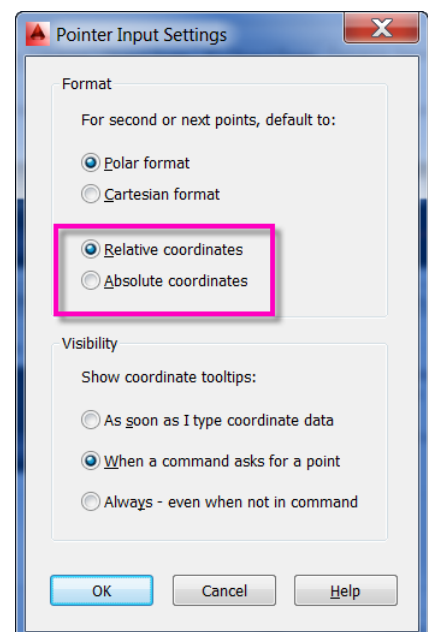 Pointer Input Settings
Format
For second or next points, default to:
Polar format
Cartesian format
Relative coordinates
Absolute coordinates
Visibility
Show coordinate tooltips:
As soon as I type coordinate data
When a command asks for a point
Always - even when not in command
OK Cancel Help